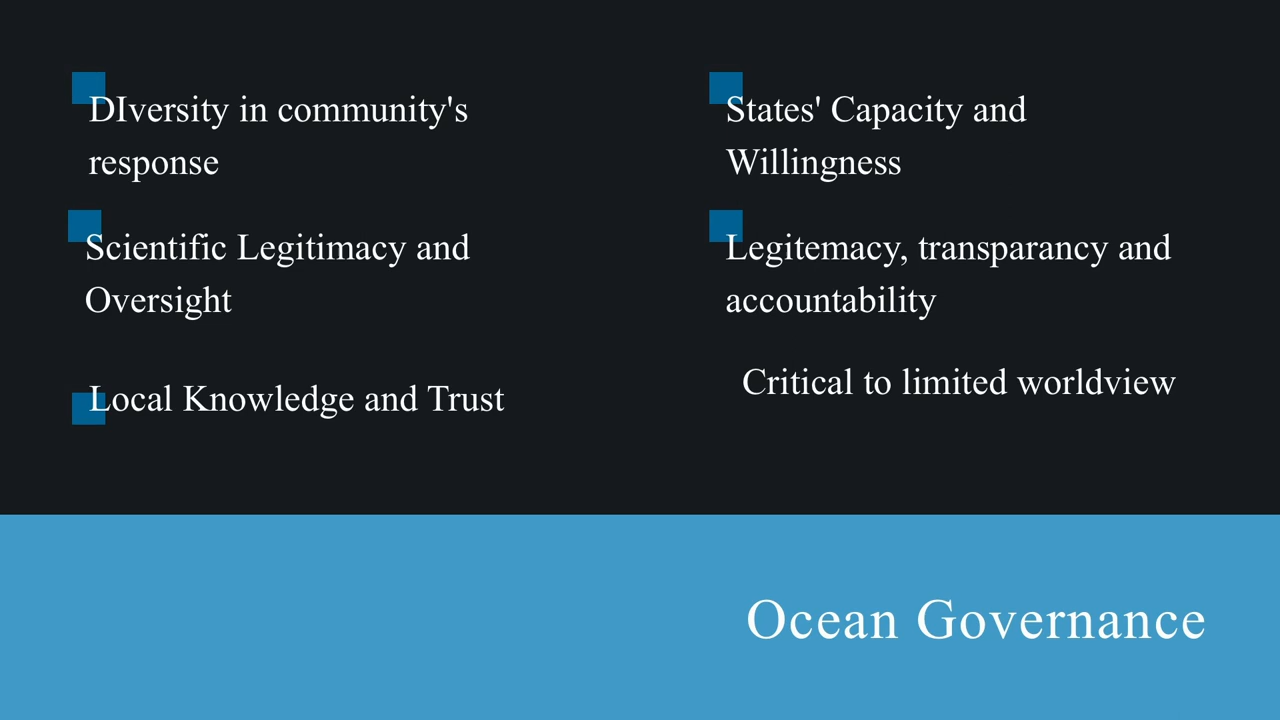 DIversity in community's
response
Scientific Legitimacy and
Oversight
Local Knowledge and Trust
States' Capacity and
Willingness
Legitemacy, transparancy and
accountability
Critical to limited worldview
Ocean Governance